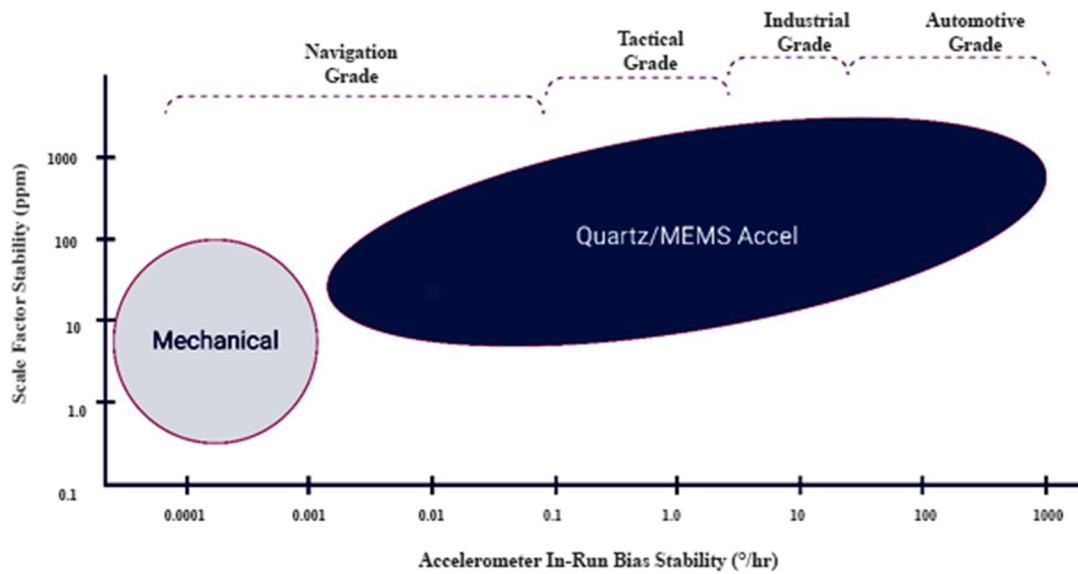 Navigation
Grade
Tactical
Grade
Industrial
Grade
Automotive
Grade
Scale Factor Stability (ppm)
1000
100
10
1.0
0.1
Mechanical
Quartz/MEMS Accel
0.0001 0.001 0.01 0.1 1.0 10 100 1000
Accelerometer In-Run Bias Stability (°/hr)